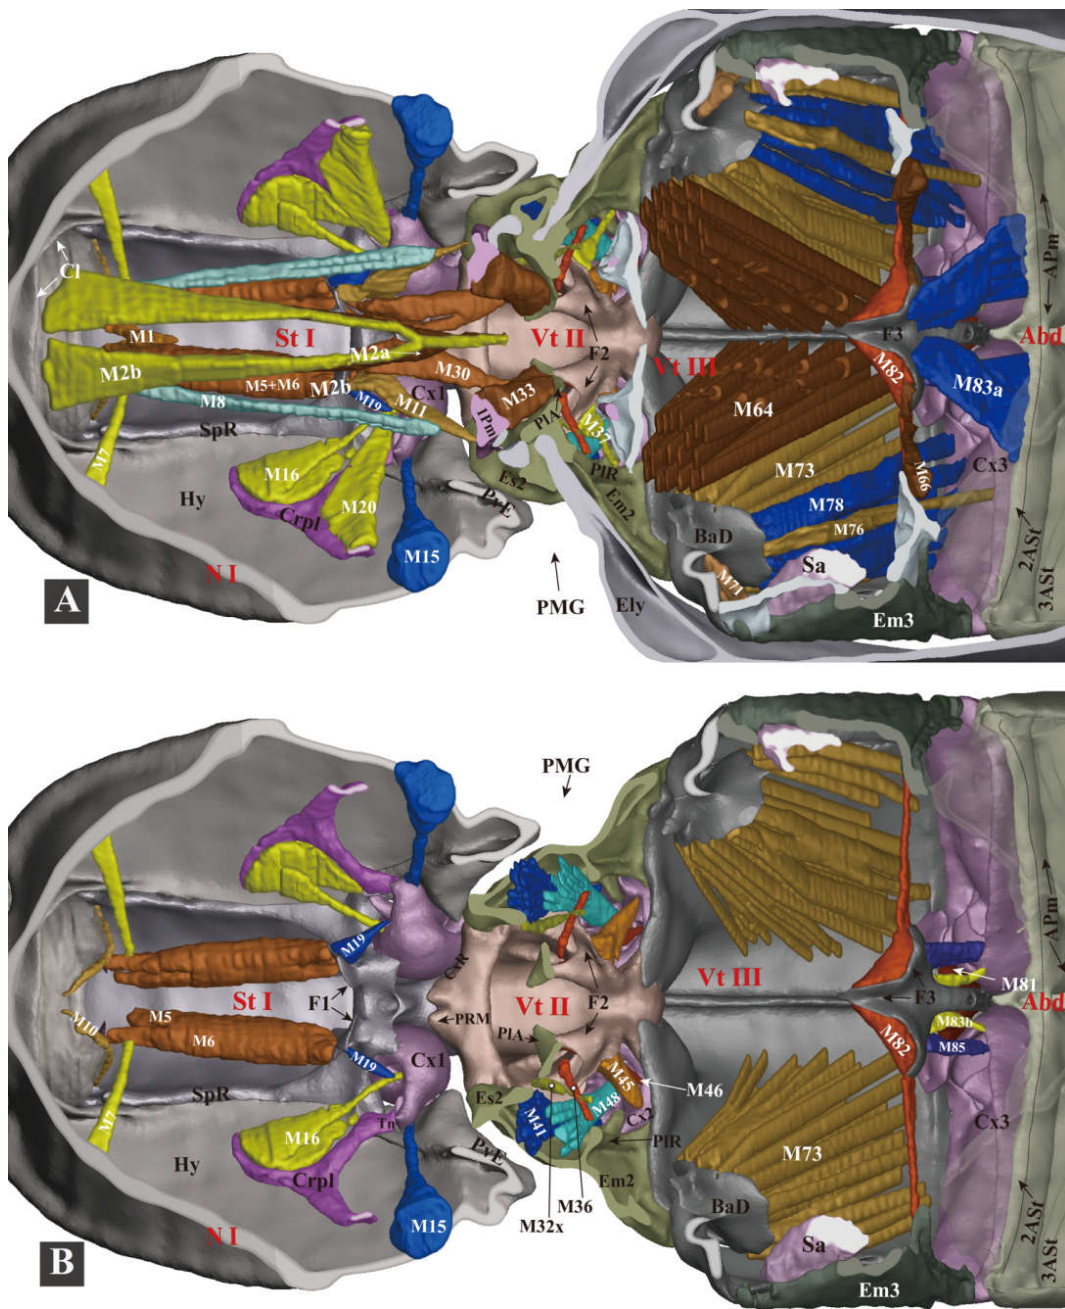 Cl
M1
St I
M2a
M2b
M5+M6
M2b
M30
M8
M19
M11
Cx1
SpR
M7
M16
Hy
Crpl
M20
N I
M15
PvE
1Pm
M33
Vt II
F2
PlA
M37
PlR
Es2
Em2
PMG
Ely
Vt III
M64
M73
M78
M76
BaD
M71
Sa
Em3
M82
M66
F3
M83a
Cx3
APm
Abd
2ASt
3ASt
A
PMG
M19
St I
F1
M5
M10
M6
M19
Cx1
SpR
M7
M16
Tn
Hy
Crpl
N I
M15
PvE
CxR
PRM
Vt II
F2
PlA
Es2
M41
M45
M48
M46
Cx2
PlR
Em2
M36
M32x
Vt III
M73
BaD
Sa
Em3
M82
F3
M81
M83b
M85
Cx3
APm
Abd
2ASt
3ASt
B